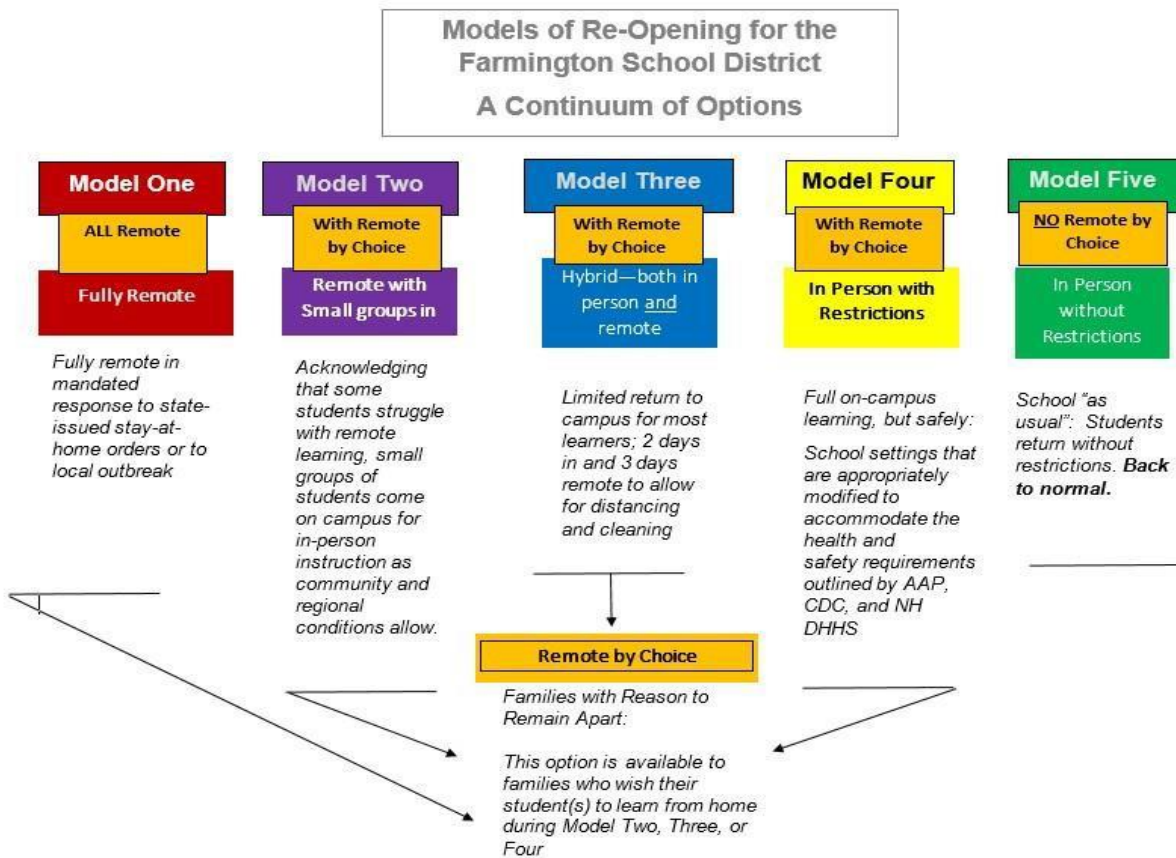 Models of Re-Opening for the
Farmington School District
A Continuum of Options
Model One
ALL Remote
Fully Remote
Fully remote in
mandated
response to state-
issued stay-at-
home orders or to
local outbreak
Model Two
With Remote
by Choice
Remote with
Small groups in
Acknowledging
that some
students struggle
with remote
learning, small
groups of
students come
on campus for
in-person
instruction as
community and
regional
conditions allow.
Model Three
With Remote
by Choice
Hybrid—both in
person and
remote
Limited return to
campus for most
learners; 2 days
in and 3 days
remote to allow
for distancing
and cleaning
Model Four
With Remote
by Choice
In Person with
Restrictions
Full on-campus
learning, but safely:
School settings that
are appropriately
modified to
accommodate the
health and
safety requirements
outlined by AAP,
CDC, and NH
DHHS
Model Five
NO Remote by
Choice
In Person
without
Restrictions
School “as
usual”: Students
return without
restrictions. Back
to normal.
Remote by Choice
Families with Reason to
Remain Apart:
This option is available to
families who wish their
student(s) to learn from home
during Model Two, Three, or
Four